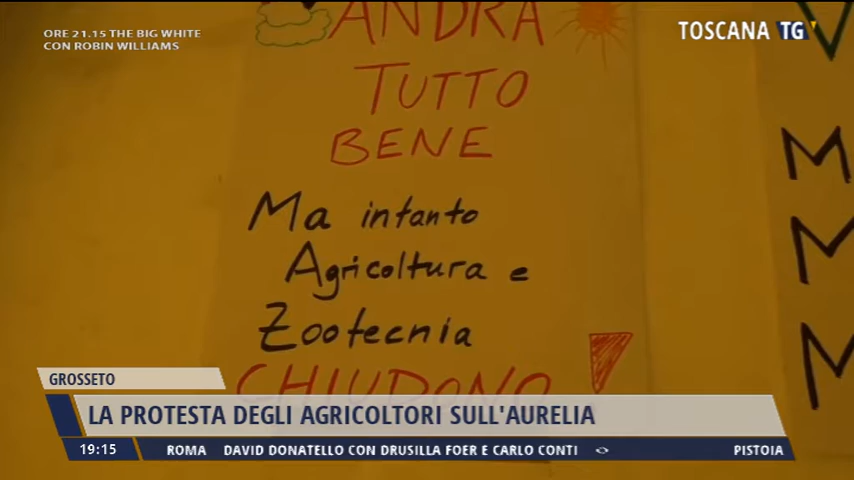 ORE 21.15 THE BIG WHITE
CON ROBIN WILLIAMS
TOSCANA TG
ANDRA
TUTTO
BENE
Ma intanto
Agricoltura e
Zootecnia
CHIUDONO
GROSSETO
LA PROTESTA DEGLI AGRICOLTORI SULL'AURELIA
19:15
ROMA DAVID DONATELLO CON DRUSILLA FOER E CARLO CONTI
PISTOIA